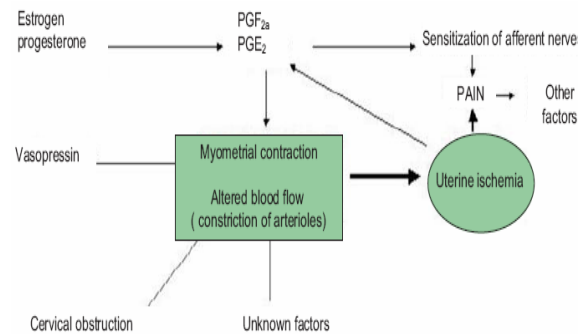 Estrogen
progesterone
PGF2a
PGE2
Sensitization of afferent nerve
PAIN
Other
factors
Vasopressin
Myometrial contraction
Altered blood flow
( constriction of arterioles)
Uterine ischemia
Cervical obstruction
Unknown factors